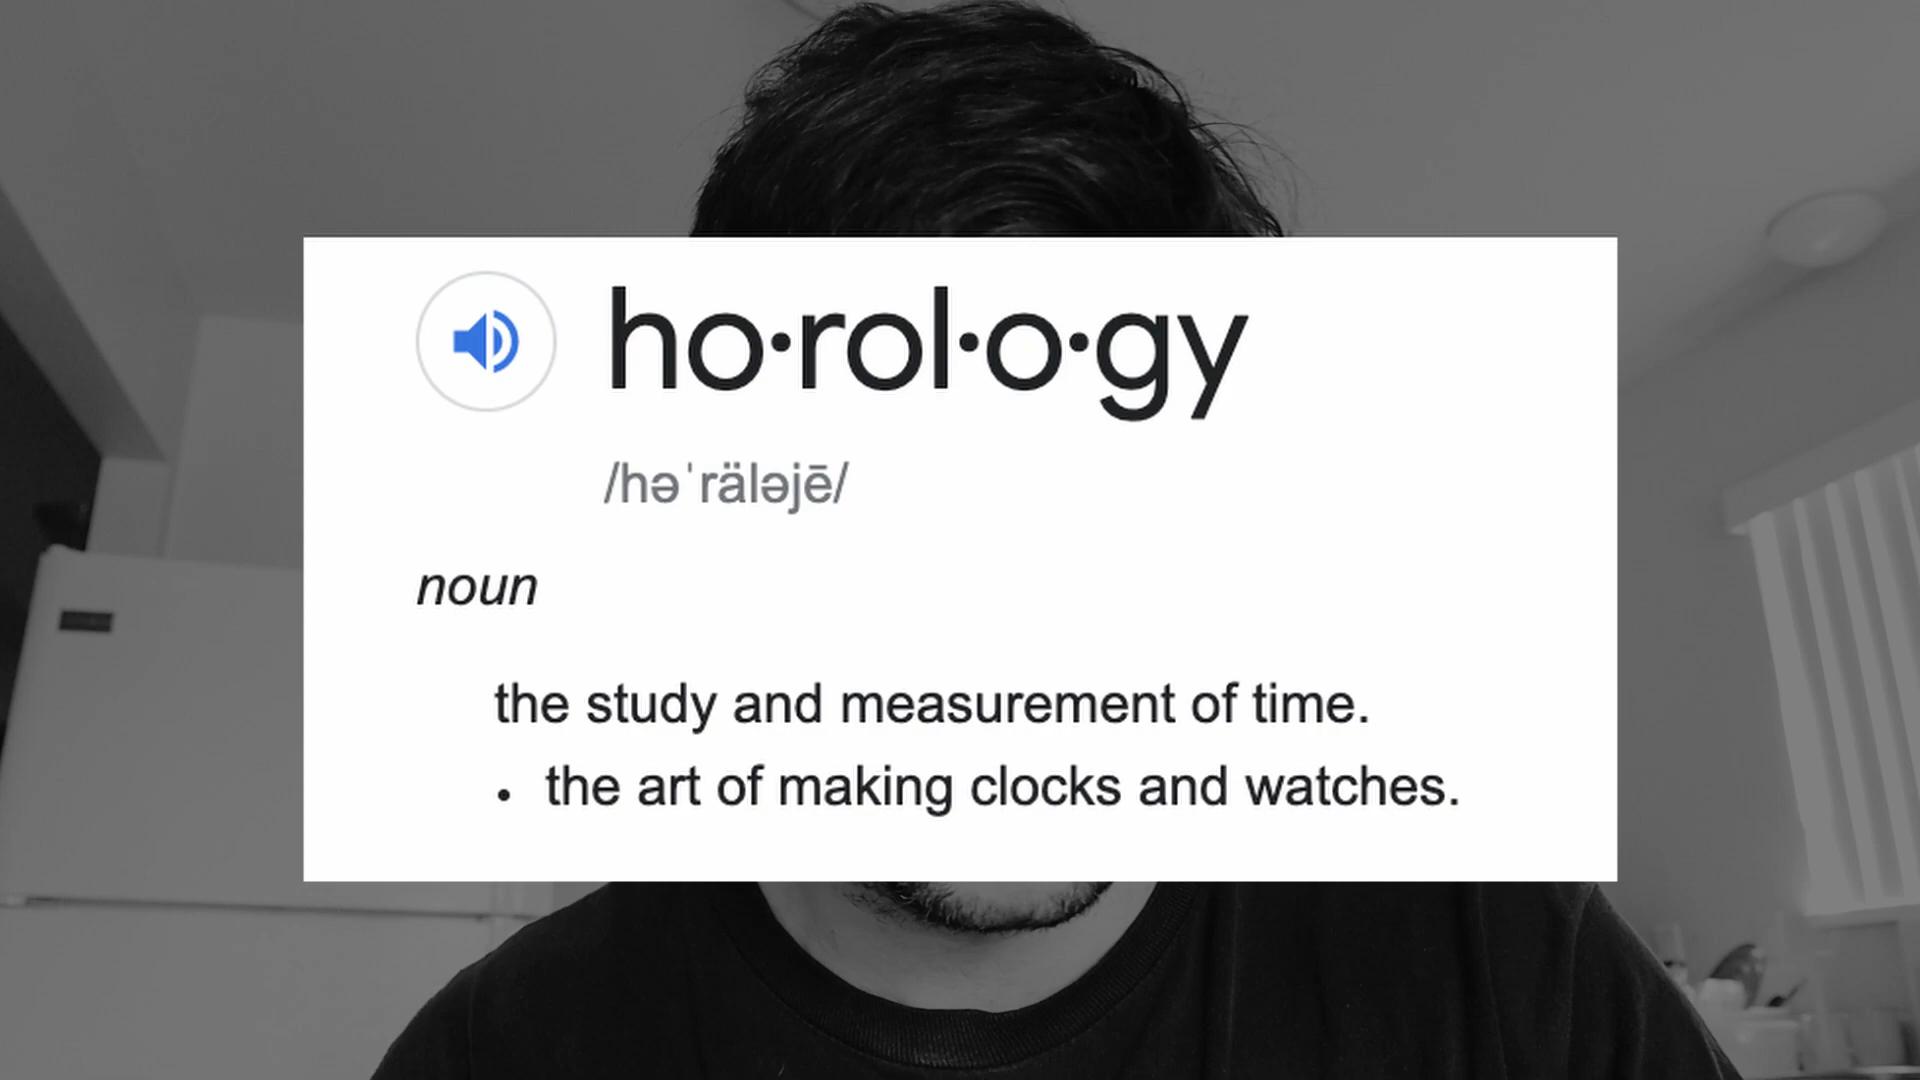 ho·rol·o·gy
/həˈräləjē/
noun
the study and measurement of time.
• the art of making clocks and watches.